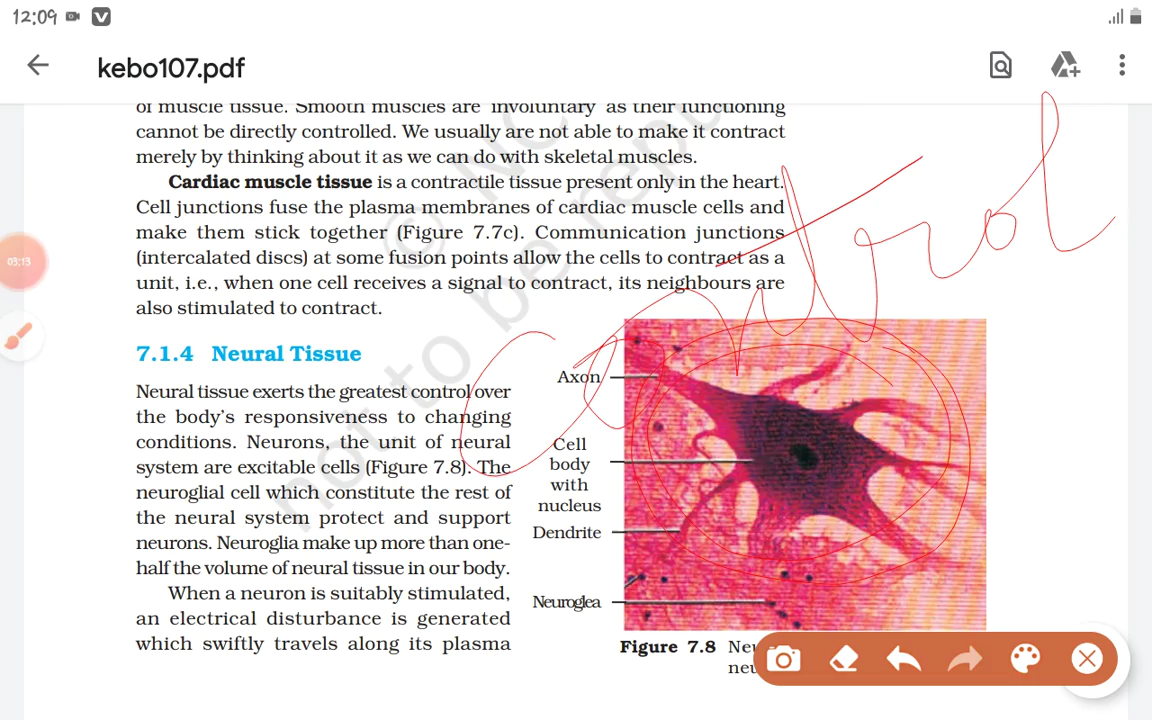 12:09
V
kebo107.pdf
of muscle tissue. Smooth muscles are 'involuntary' as their functioning
cannot be directly controlled. We usually are not able to make it contract
merely by thinking about it as we can do with skeletal muscles.
Cardiac muscle tissue is a contractile tissue present only in the heart.
Cell junctions fuse the plasma membranes of cardiac muscle cells and
make them stick together (Figure 7.7c). Communication junctions
(intercalated discs) at some fusion points allow the cells to contract as a
unit, i.e., when one cell receives a signal to contract, its neighbours are
also stimulated to contract.
control
03:13
7.1.4 Neural Tissue
Neural tissue exerts the greatest control over
the body's responsiveness to changing
conditions. Neurons, the unit of neural
system are excitable cells (Figure 7.8). The
neuroglial cell which constitute the rest of
the neural system protect and support
neurons. Neuroglia make up more than one-
half the volume of neural tissue in our body.
When a neuron is suitably stimulated,
an electrical disturbance is generated
which swiftly travels along its plasma
Axon
Cell
body
with
nucleus
Dendrite
Neuroglea
Figure 7.8 Neu
neu
© NC
not to be rep